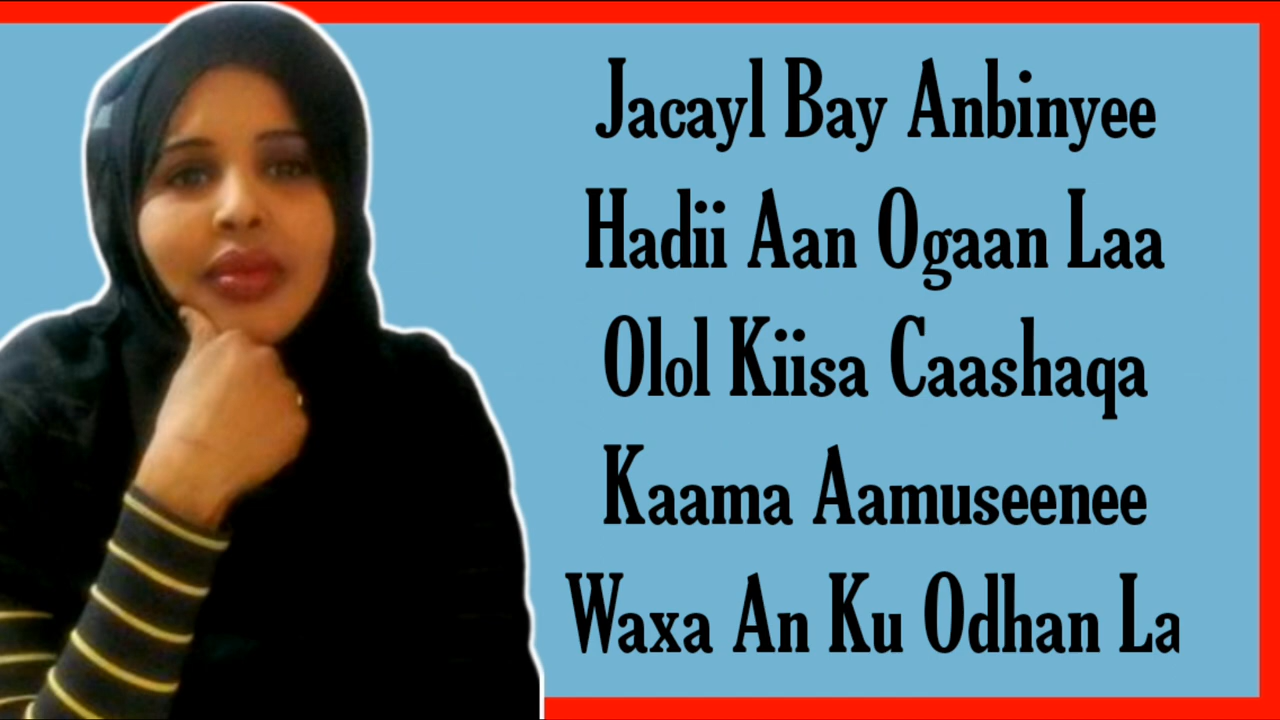 Jacayl Bay Anbinyee
Hadii Aan Ogaan Laa
Olol Kiisa Caashaqa
Kaama Aamuseenee
Waxa An Ku Odhan La